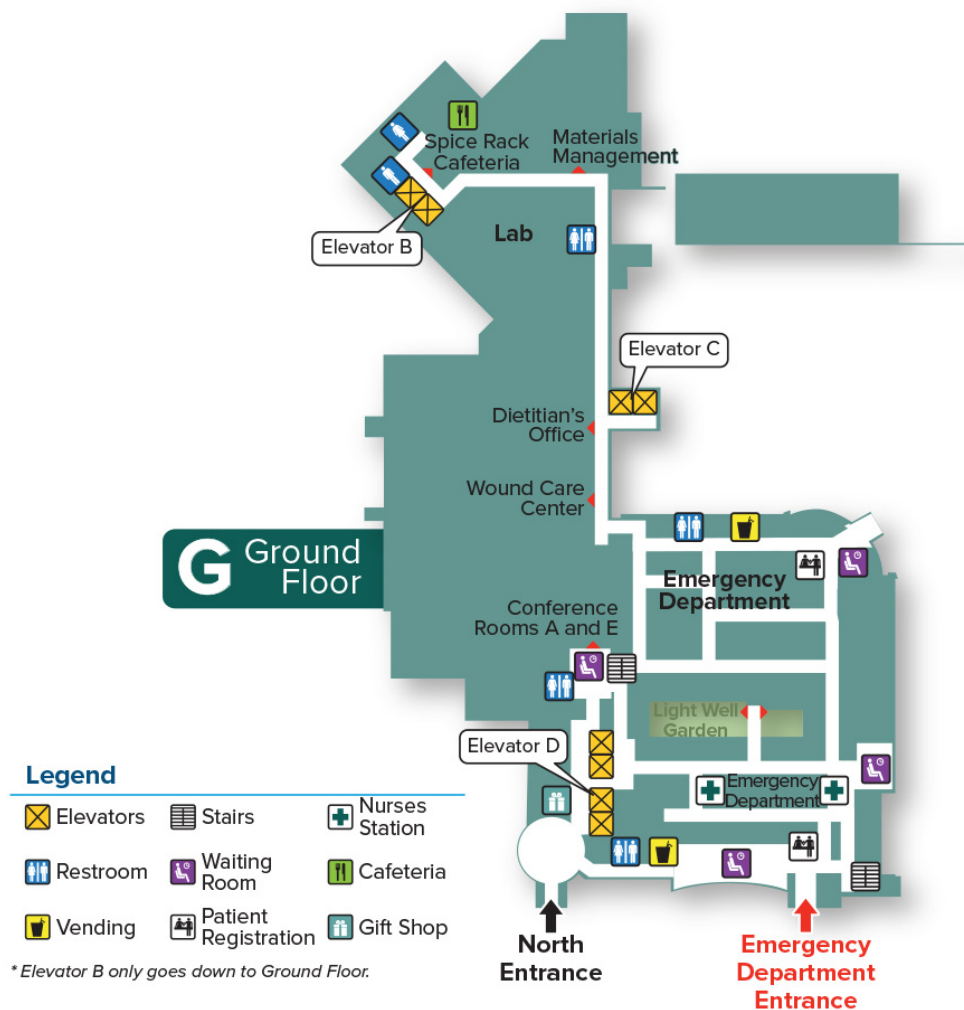 Spice Rack
Cafeteria
Materials
Management
Elevator B
Lab
Elevator C
Dietitian's
Office
Wound Care
Center
G Ground
Floor
Emergency
Department
Conference
Rooms A and E
Light Well
Garden
Elevator D
Emergency
Department
Legend
Elevators
Stairs
Nurses
Station
Restroom
Waiting
Room
Cafeteria
Vending
Patient
Registration
Gift Shop
* Elevator B only goes down to Ground Floor.
North
Entrance
Emergency
Department
Entrance